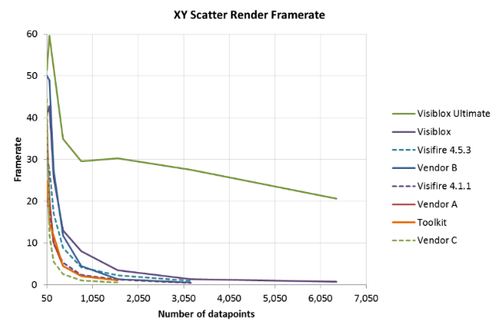 XY Scatter Render Framerate
60
50
40
30
20
10
0
Framerate
50 1,050 2,050 3,050 4,050 5,050 6,050 7,050
Number of datapoints
Visiblox Ultimate
Visiblox
Visifire 4.5.3
Vendor B
Visifire 4.1.1
Vendor A
Toolkit
Vendor C